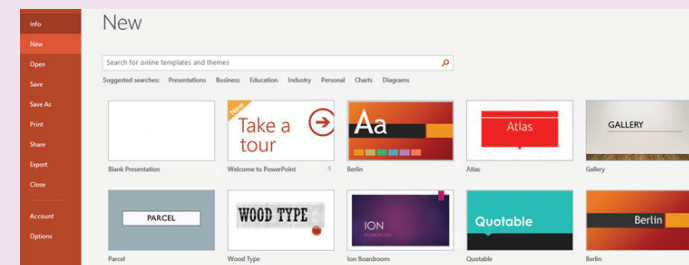 Info
New
Open
Save
Save As
Print
Share
Export
Close
Account
Options
New
Search for online templates and themes
Suggested searches: Presentations Business Education Industry Personal Charts Diagrams
New
Take a
tour
Aa
Atlas
GALLERY
Blank Presentation
Welcome to PowerPoint
Berlin
Atlas
Gallery
PARCEL
WOOD TYPE
ION
Quotable
Berlin
Parcel
Wood Type
Ion Boardroom
Quotable
Berlin